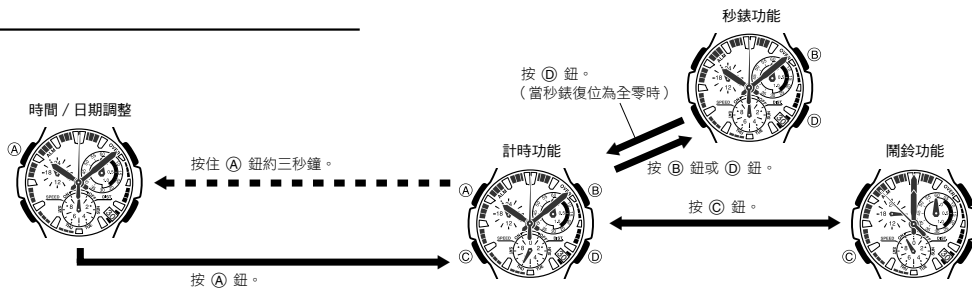 秒錶功能
Ⓑ
Ⓓ
按 Ⓓ 鈕。
（當秒錶復位為全零時）
按 Ⓑ 鈕或 Ⓓ 鈕。
時間 / 日期調整
Ⓐ
按住 Ⓐ 鈕約三秒鐘。
計時功能
Ⓐ
Ⓑ
Ⓒ
Ⓓ
按 Ⓒ 鈕。
鬧鈴功能
Ⓒ
按 Ⓐ 鈕。